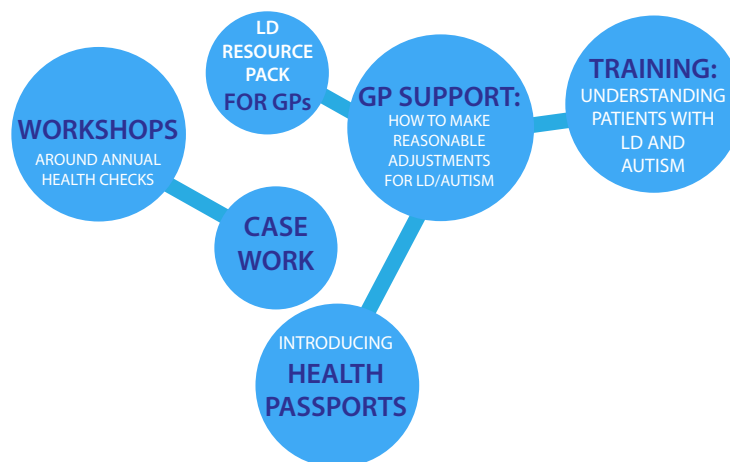 WORKSHOPS
AROUND ANNUAL
HEALTH CHECKS
LD
RESOURCE
PACK
FOR GPs
GP SUPPORT:
HOW TO MAKE
REASONABLE
ADJUSTMENTS
FOR LD/AUTISM
TRAINING:
UNDERSTANDING
PATIENTS WITH
LD AND
AUTISM
CASE
WORK
INTRODUCING
HEALTH
PASSPORTS